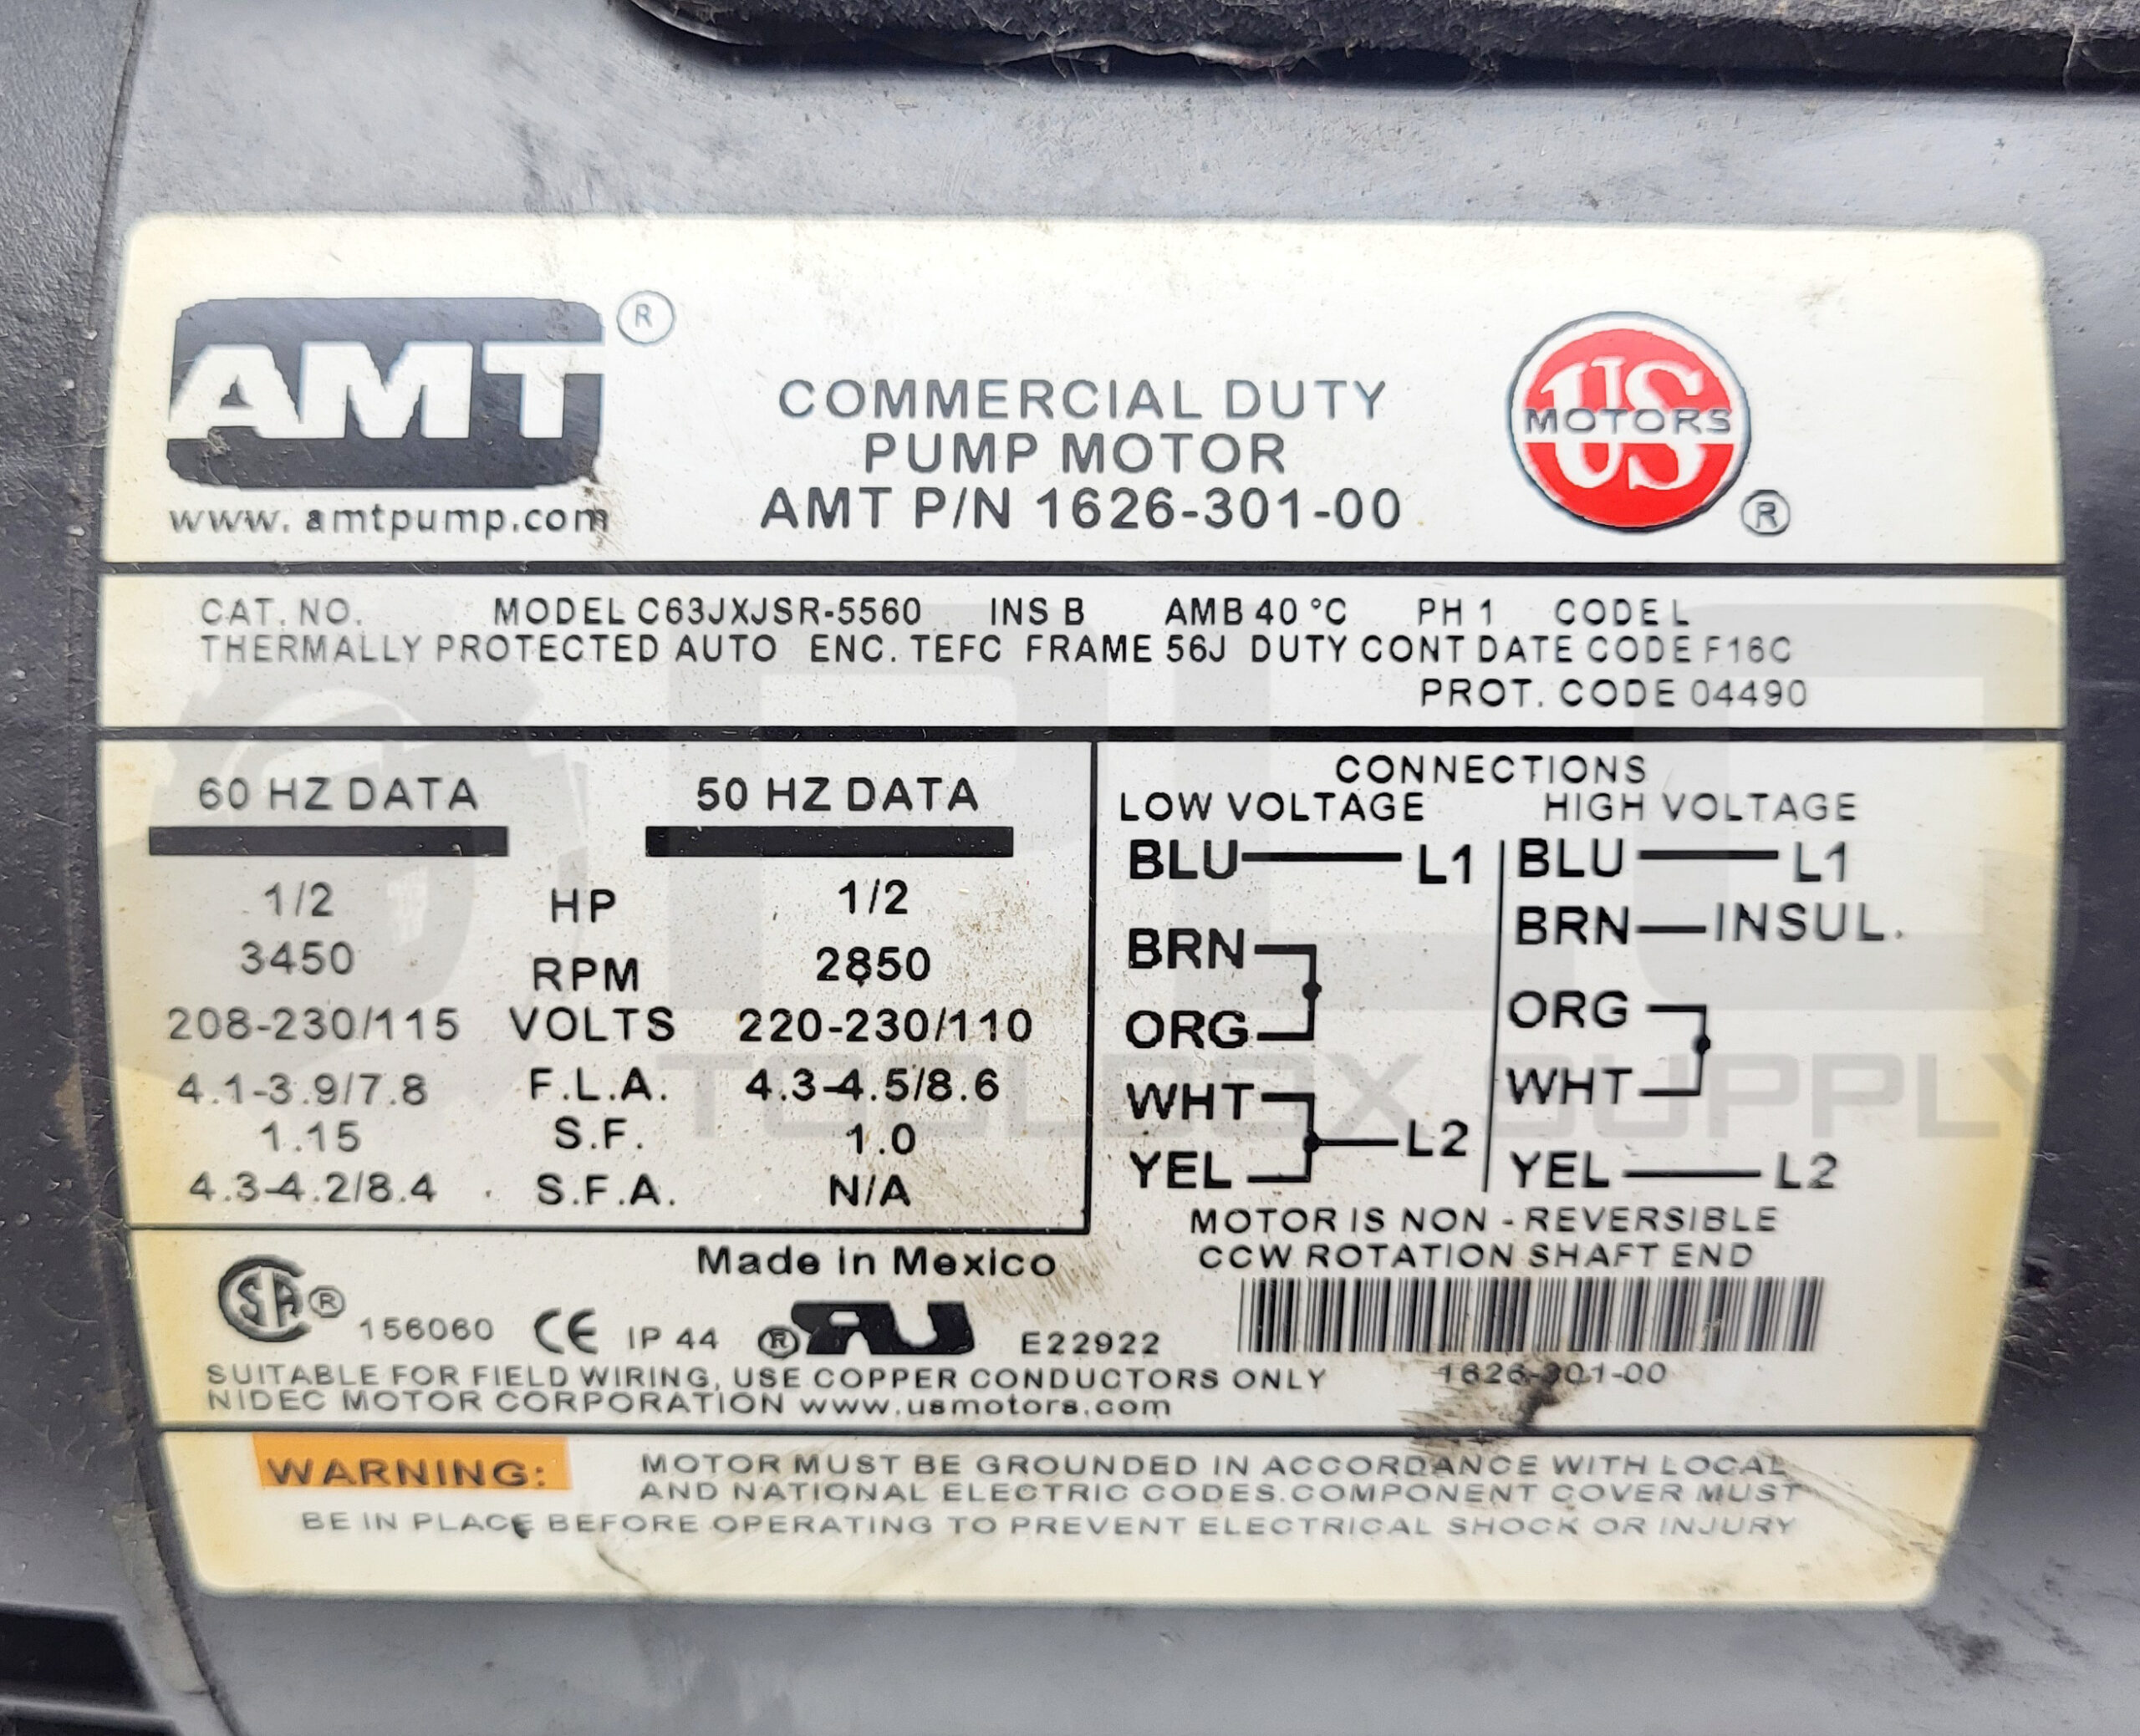 AMT ®
www. amtpump.com
COMMERCIAL DUTY
PUMP MOTOR
AMT P/N 1626-301-00
US
MOTORS ®
CAT. NO. MODEL C63JXJSR-5560 INS B AMB 40 °C PH 1 CODE L
THERMALLY PROTECTED AUTO ENC. TEFC FRAME 56J DUTY CONT DATE CODE F16C
PROT. CODE 04490
60 HZ DATA 50 HZ DATA
1/2 HP 1/2
3450 RPM 2850
208-230/115 VOLTS 220-230/110
4.1-3.9/7.8 F.L.A. 4.3-4.5/8.6
1.15 S.F. 1.0
4.3-4.2/8.4 S.F.A. N/A
CONNECTIONS
LOW VOLTAGE HIGH VOLTAGE
BLU L1 BLU L1
BRN BRN INSUL.
ORG ORG
WHT L2 WHT
YEL YEL L2
MOTOR IS NON - REVERSIBLE
CCW ROTATION SHAFT END
1626-301-00
Made in Mexico
SA ® 156060 CE IP 44 ® RU E22922
SUITABLE FOR FIELD WIRING, USE COPPER CONDUCTORS ONLY
NIDEC MOTOR CORPORATION www.usmotors.com
WARNING: MOTOR MUST BE GROUNDED IN ACCORDANCE WITH LOCAL
AND NATIONAL ELECTRIC CODES.COMPONENT COVER MUST
BE IN PLACE BEFORE OPERATING TO PREVENT ELECTRICAL SHOCK OR INJURY
PLC
TOOLBOX SUPPLY